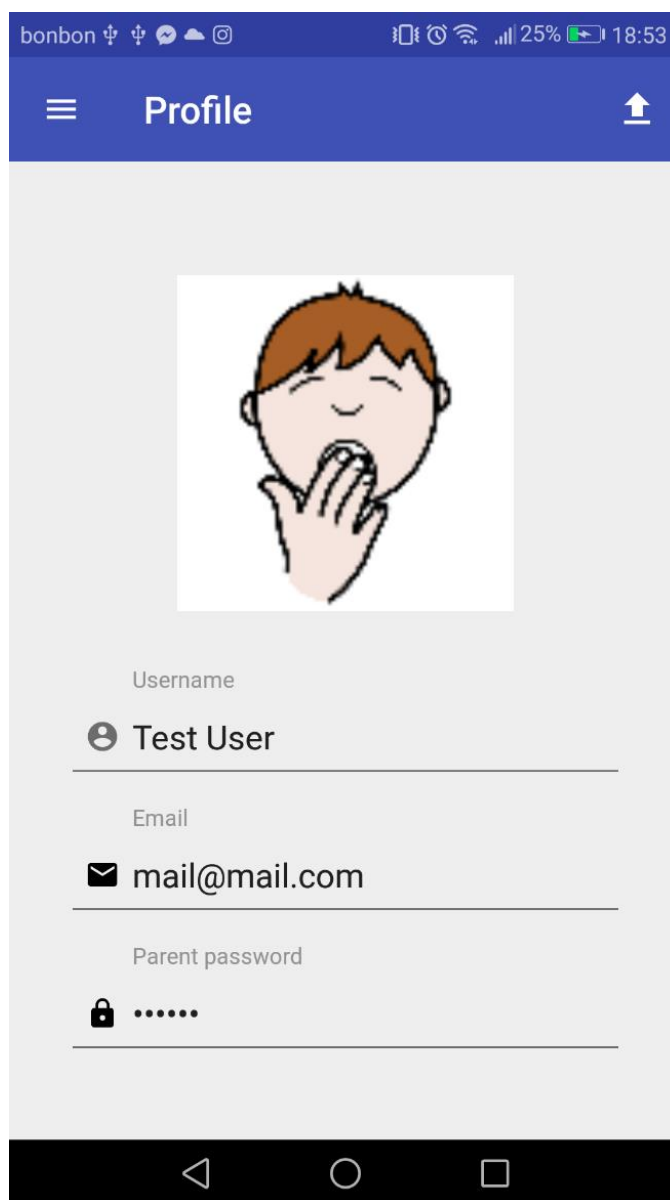 bonbon 25% 18:53
Profile
Username
Test User
Email
mail@mail.com
Parent password
••••••